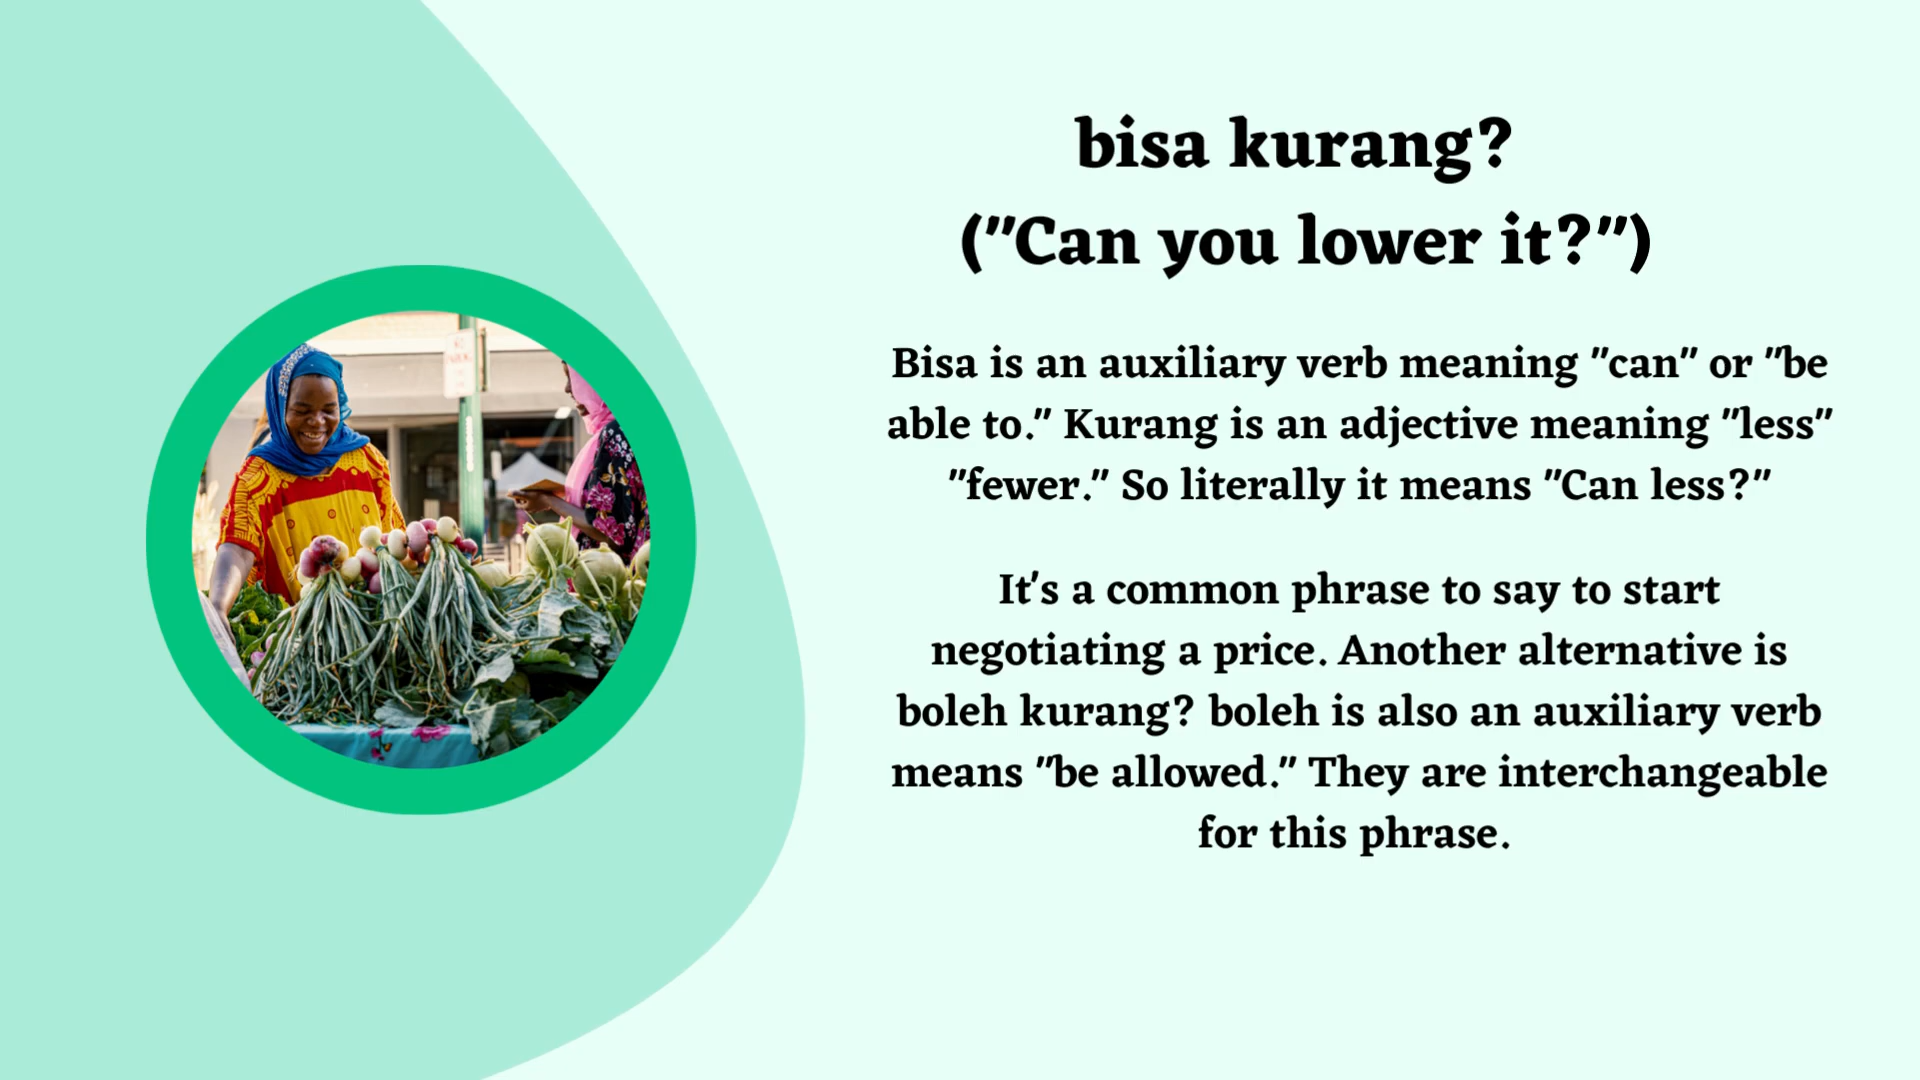 bisa kurang?
("Can you lower it?")
Bisa is an auxiliary verb meaning "can" or "be
able to." Kurang is an adjective meaning "less"
"fewer." So literally it means "Can less?"
It's a common phrase to say to start
negotiating a price. Another alternative is
boleh kurang? boleh is also an auxiliary verb
means "be allowed." They are interchangeable
for this phrase.